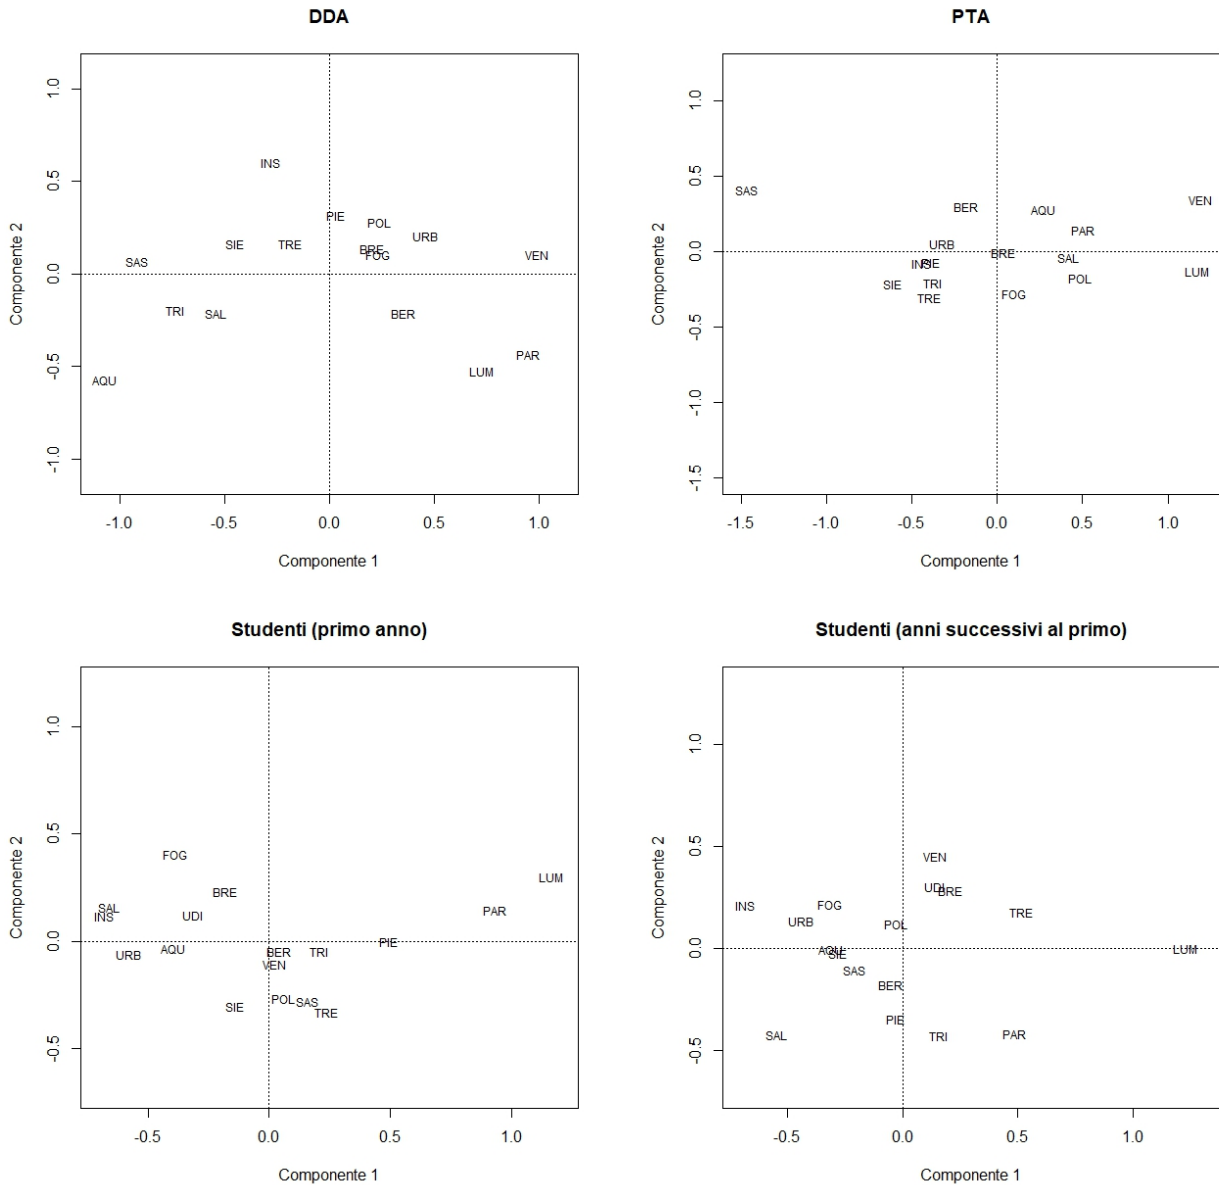 DDA
Componente 2
1.0
0.5
0.0
-0.5
-1.0
INS
PIE
POL
URB
SIE
TRE
BRE
FOG
VEN
SAS
TRI
SAL
BER
PAR
LUM
AQU
-1.0 -0.5 0.0 0.5 1.0
Componente 1
PTA
Componente 2
1.0
0.5
0.0
-0.5
-1.0
-1.5
SAS
VEN
BER
AQU
PAR
URB
BRE
SAL
INS
PIE
LUM
POL
SIE
TRI
TRE
FOG
-1.5 -1.0 -0.5 0.0 0.5 1.0
Componente 1
Studenti (primo anno)
Componente 2
1.0
0.5
0.0
-0.5
FOG
LUM
BRE
SAL
INS
UDI
PAR
PIE
AQU
URB
BER
TRI
VEN
POL
SAS
SIE
TRE
-0.5 0.0 0.5 1.0
Componente 1
Studenti (anni successivi al primo)
Componente 2
1.0
0.5
0.0
-0.5
VEN
UDI
BRE
INS
FOG
TRE
URB
POL
AQU
SIE
LUM
SAS
BER
PIE
SAL
TRI
PAR
-0.5 0.0 0.5 1.0
Componente 1